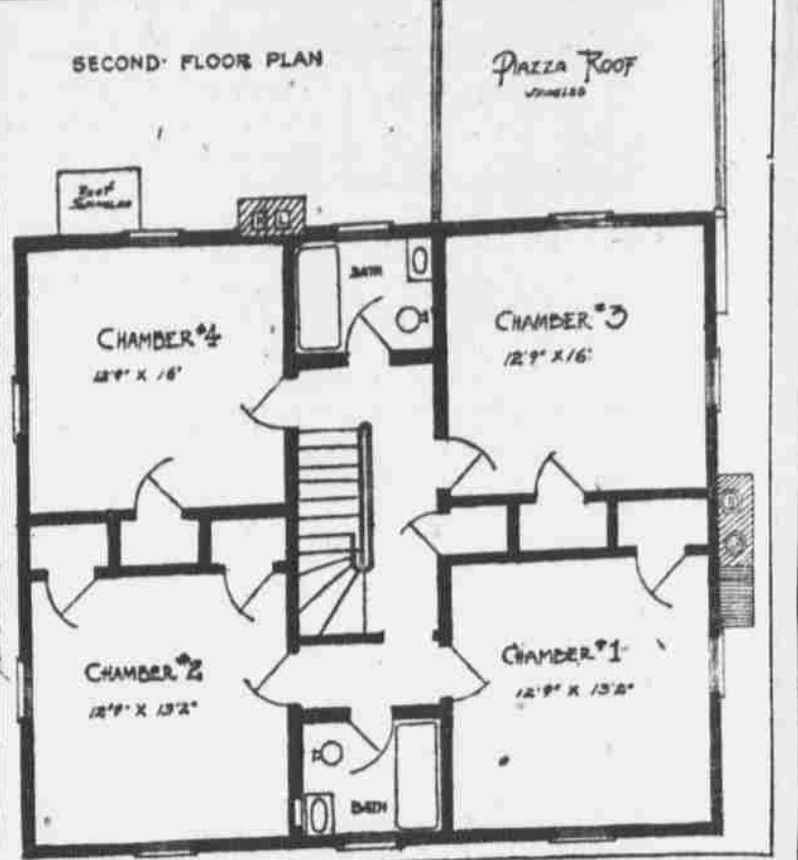 SECOND FLOOR PLAN
PIAZZA ROOF
ROOF
BATH
CHAMBER #4
12'9" X 16'
CHAMBER #3
12'9" X 16'
CHAMBER #2
12'9" X 13'2"
CHAMBER #1
12'9" X 13'2"
BATH